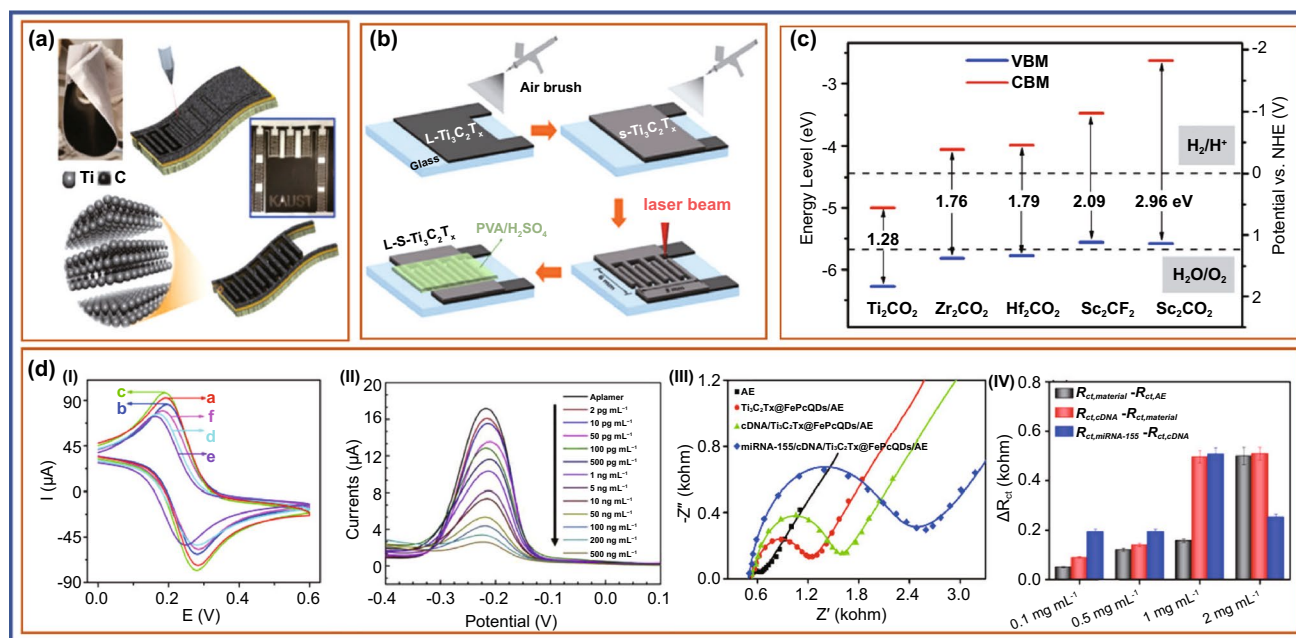 (a)
Ti
C
KAUST
(b)
Air brush
L-Ti₃C₂Tₓ
Glass
s-Ti₃C₂Tₓ
laser beam
L-S-Ti₃C₂Tₓ
PVA/H₂SO₄
6 mm
(c)
VBM
CBM
Energy Level (eV)
-3
-4
-5
-6
1.28
1.76
1.79
2.09
2.96 eV
H₂/H⁺
H₂O/O₂
Ti₂CO₂
Zr₂CO₂
Hf₂CO₂
Sc₂CF₂
Sc₂CO₂
-2
-1
0
1
2
Potential vs. NHE (V)
(d)
(I)
c
b
a
f
d
e
I (µA)
90
45
0
-45
-90
0.0
0.2
0.4
0.6
E (V)
(II)
Currents (µA)
20
16
12
8
4
0
-0.4
-0.3
-0.2
-0.1
0.0
0.1
Potential (V)
Aplamer
2 pg mL⁻¹
10 pg mL⁻¹
50 pg mL⁻¹
100 pg mL⁻¹
500 pg mL⁻¹
1 ng mL⁻¹
5 ng mL⁻¹
10 ng mL⁻¹
50 ng mL⁻¹
100 ng mL⁻¹
200 ng mL⁻¹
500 ng mL⁻¹
(III)
-Z″ (kohm)
1.2
0.8
0.4
0.0
0.6
1.2
1.8
2.4
3.0
Z′ (kohm)
AE
Ti₃C₂Tx@FePcQDs/AE
cDNA/Ti₃C₂Tx@FePcQDs/AE
miRNA-155/cDNA/Ti₃C₂Tx@FePcQDs/AE
(IV)
ΔRct (kohm)
0.8
0.6
0.4
0.2
0.0
Rct,material -Rct,AE
Rct,cDNA -Rct,material
Rct,miRNA-155 -Rct,cDNA
0.1 mg mL⁻¹
0.5 mg mL⁻¹
1 mg mL⁻¹
2 mg mL⁻¹